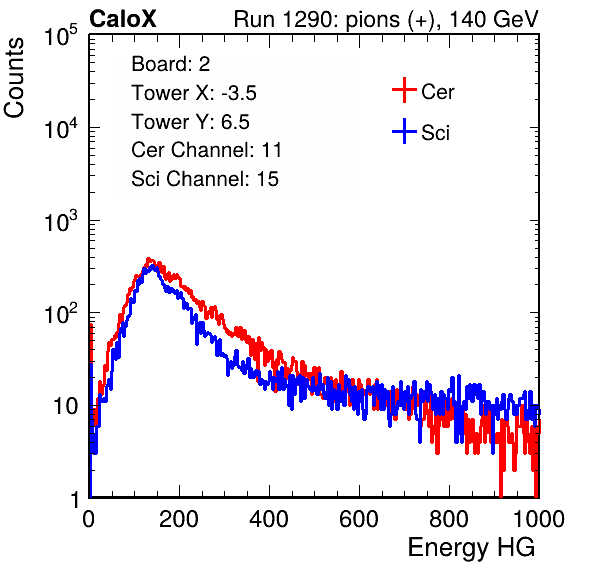 CaloX Run 1290: pions (+), 140 GeV
Counts
Board: 2
Tower X: -3.5
Tower Y: 6.5
Cer Channel: 11
Sci Channel: 15
Cer
Sci
10^5
10^4
10^3
10^2
10
1
0 200 400 600 800 1000
Energy HG